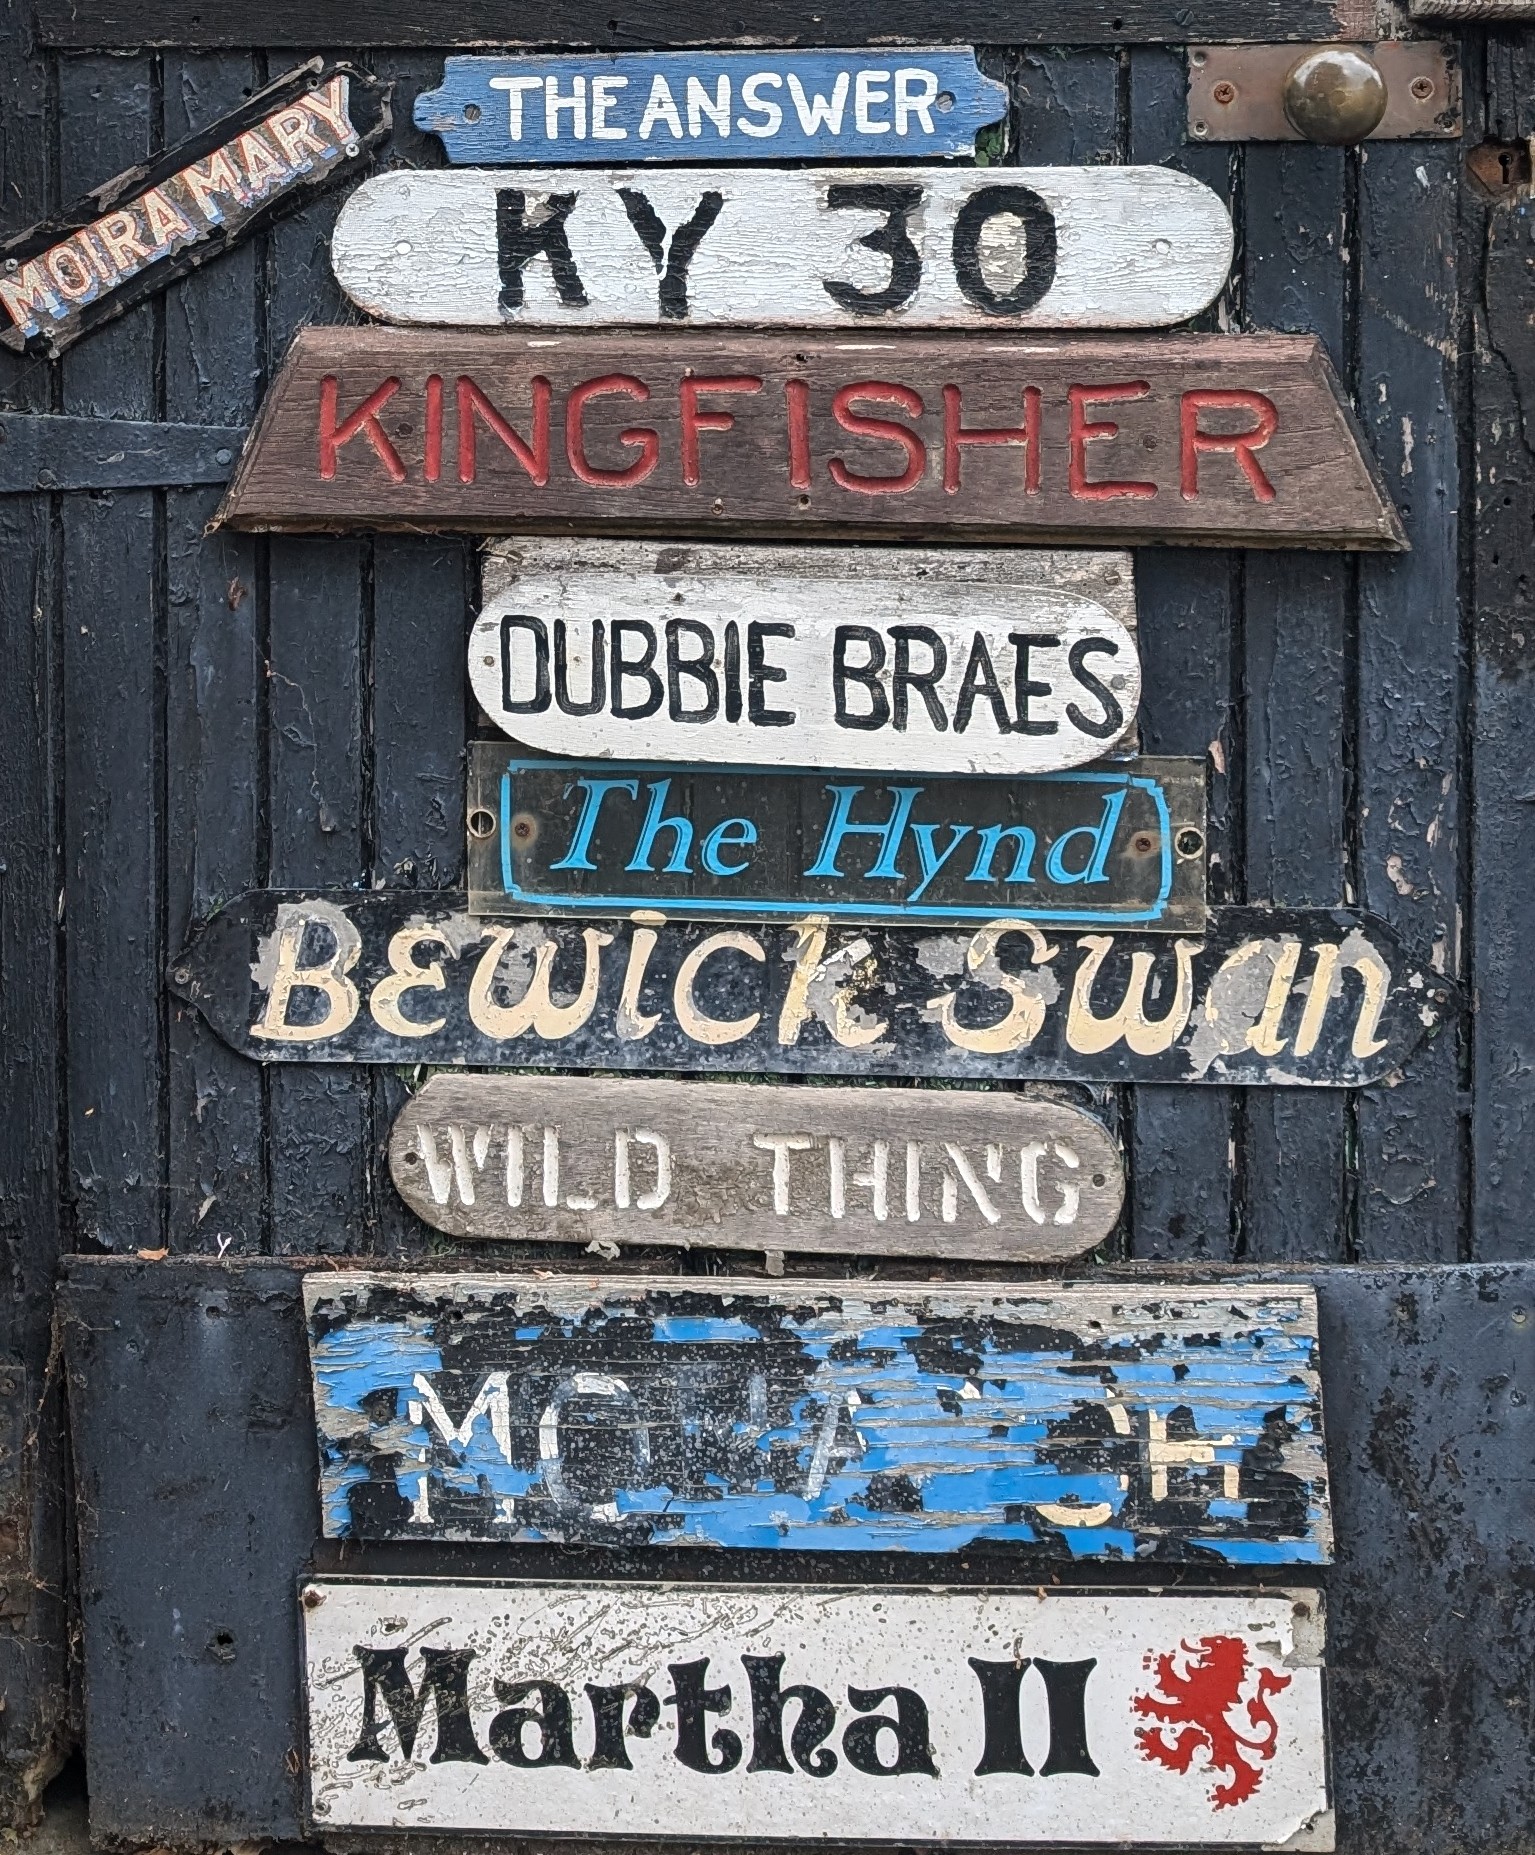 THE ANSWER
MOIRA MARY
KY 30
KINGFISHER
DUBBIE BRAES
The Hynd
Bewick Swan
WILD THING
Martha II